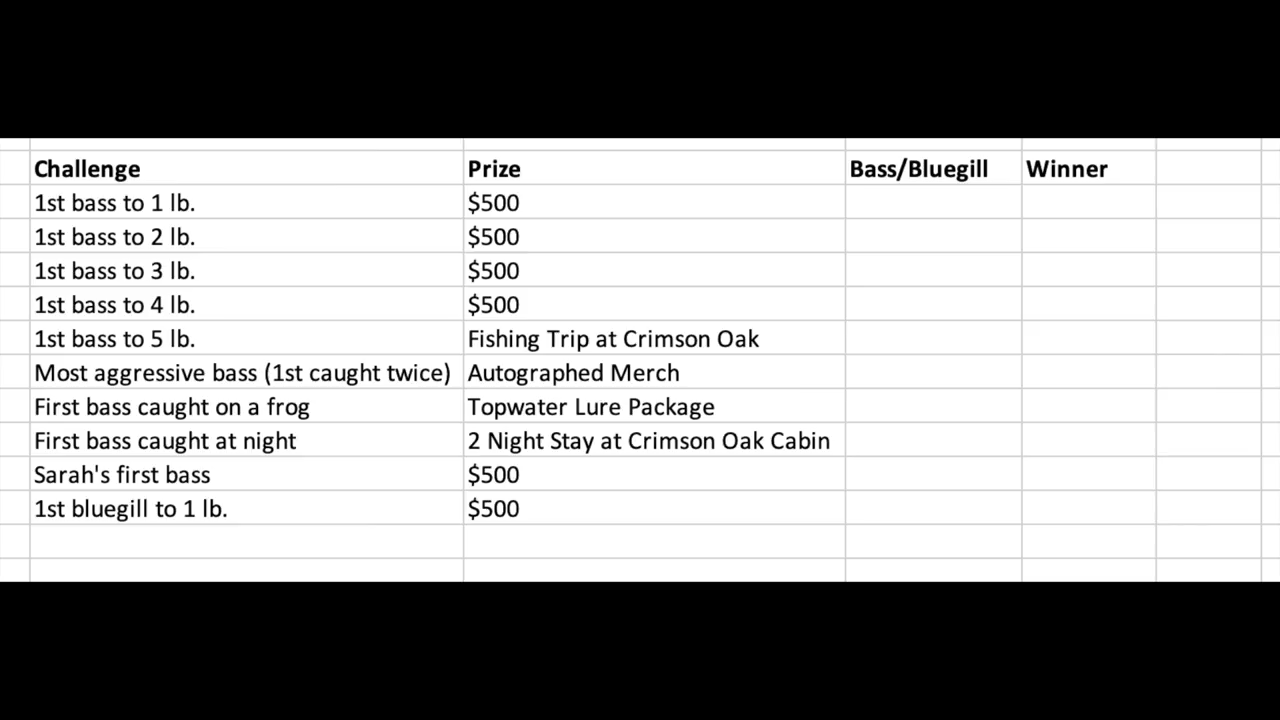 Challenge Prize Bass/Bluegill Winner
1st bass to 1 lb. $500
1st bass to 2 lb. $500
1st bass to 3 lb. $500
1st bass to 4 lb. $500
1st bass to 5 lb. Fishing Trip at Crimson Oak
Most aggressive bass (1st caught twice) Autographed Merch
First bass caught on a frog Topwater Lure Package
First bass caught at night 2 Night Stay at Crimson Oak Cabin
Sarah's first bass $500
1st bluegill to 1 lb. $500